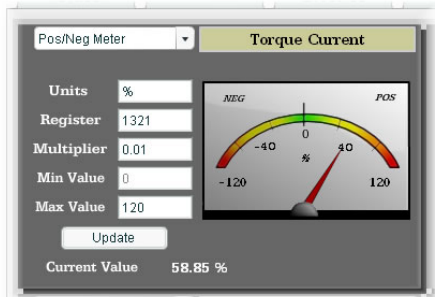 Pos/Neg Meter
Torque Current
Units
%
Register
1321
Multiplier
0.01
Min Value
0
Max Value
120
Update
Current Value
58.85 %
NEG
POS
0
-40
40
%
-120
120